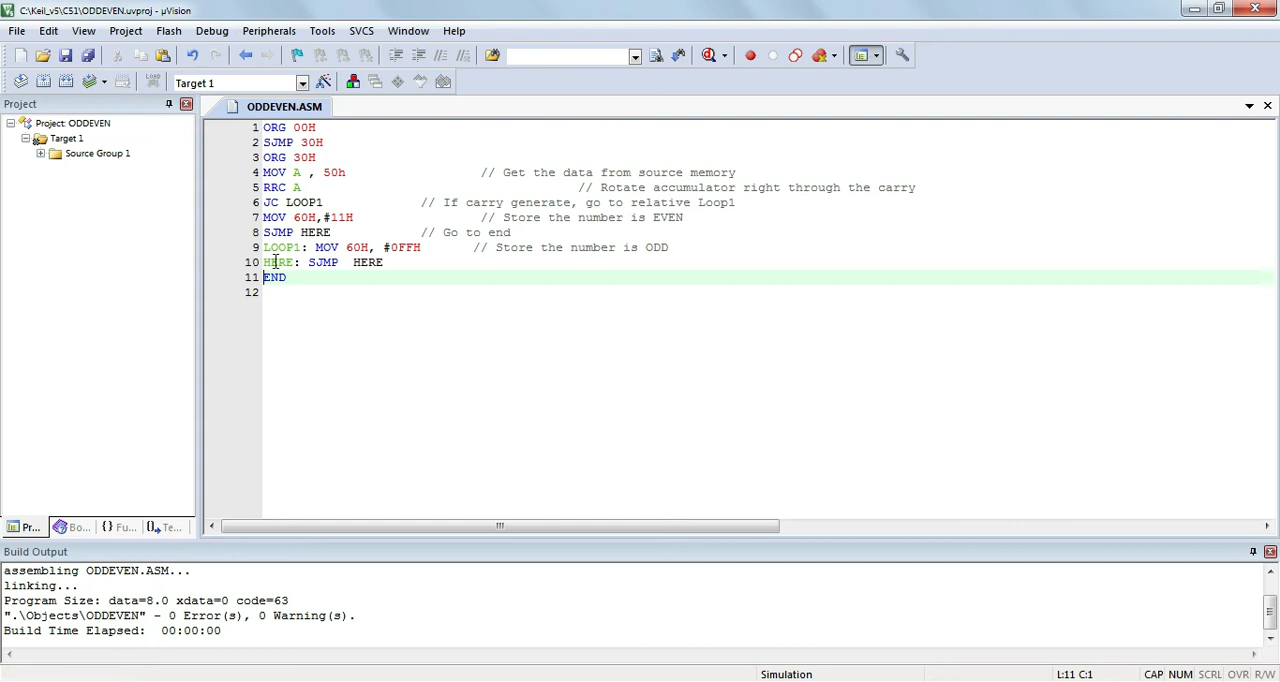 C:\Keil_v5\C51\ODDEVEN.uvproj - µVision
File Edit View Project Flash Debug Peripherals Tools SVCS Window Help
LOAD Target 1
Project
ODDEVEN.ASM
Project: ODDEVEN
Target 1
Source Group 1
1 ORG 00H
2 SJMP 30H
3 ORG 30H
4 MOV A , 50h // Get the data from source memory
5 RRC A // Rotate accumulator right through the carry
6 JC LOOP1 // If carry generate, go to relative Loop1
7 MOV 60H,#11H // Store the number is EVEN
8 SJMP HERE // Go to end
9 LOOP1: MOV 60H, #0FFH // Store the number is ODD
10 HERE: SJMP HERE
11 END
12
Pr... Bo... {} Fu... Te...
Build Output
assembling ODDEVEN.ASM...
linking...
Program Size: data=8.0 xdata=0 code=63
".\Objects\ODDEVEN" - 0 Error(s), 0 Warning(s).
Build Time Elapsed: 00:00:00
Simulation L:11 C:1 CAP NUM SCRL OVR R/W